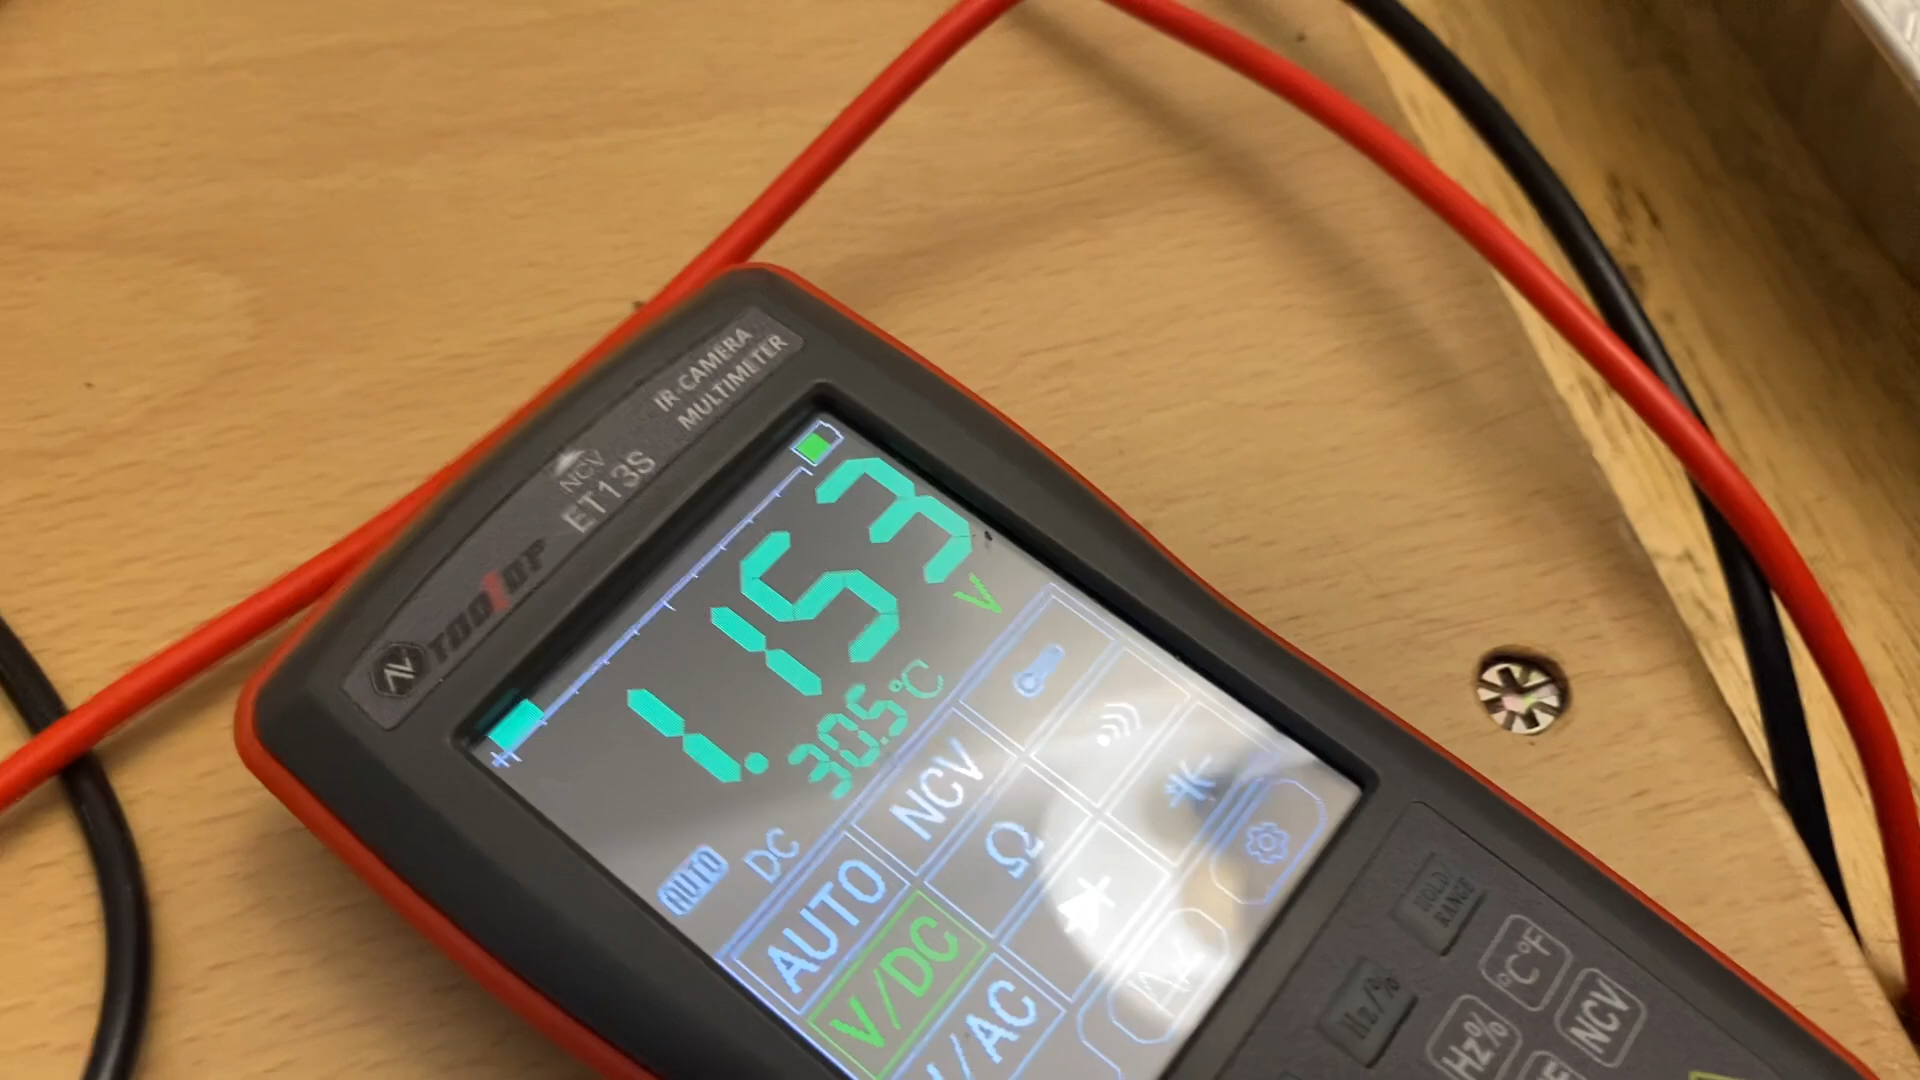 IR-CAMERA
MULTIMETER
NCV
ET13S
TOOLTOP
1.153 V
30.5°C
AUTO DC
AUTO NCV
V/DC Ω
V/AC
A
HOLD
RANGE
Hz/%
°C°F
Hz%
NCV